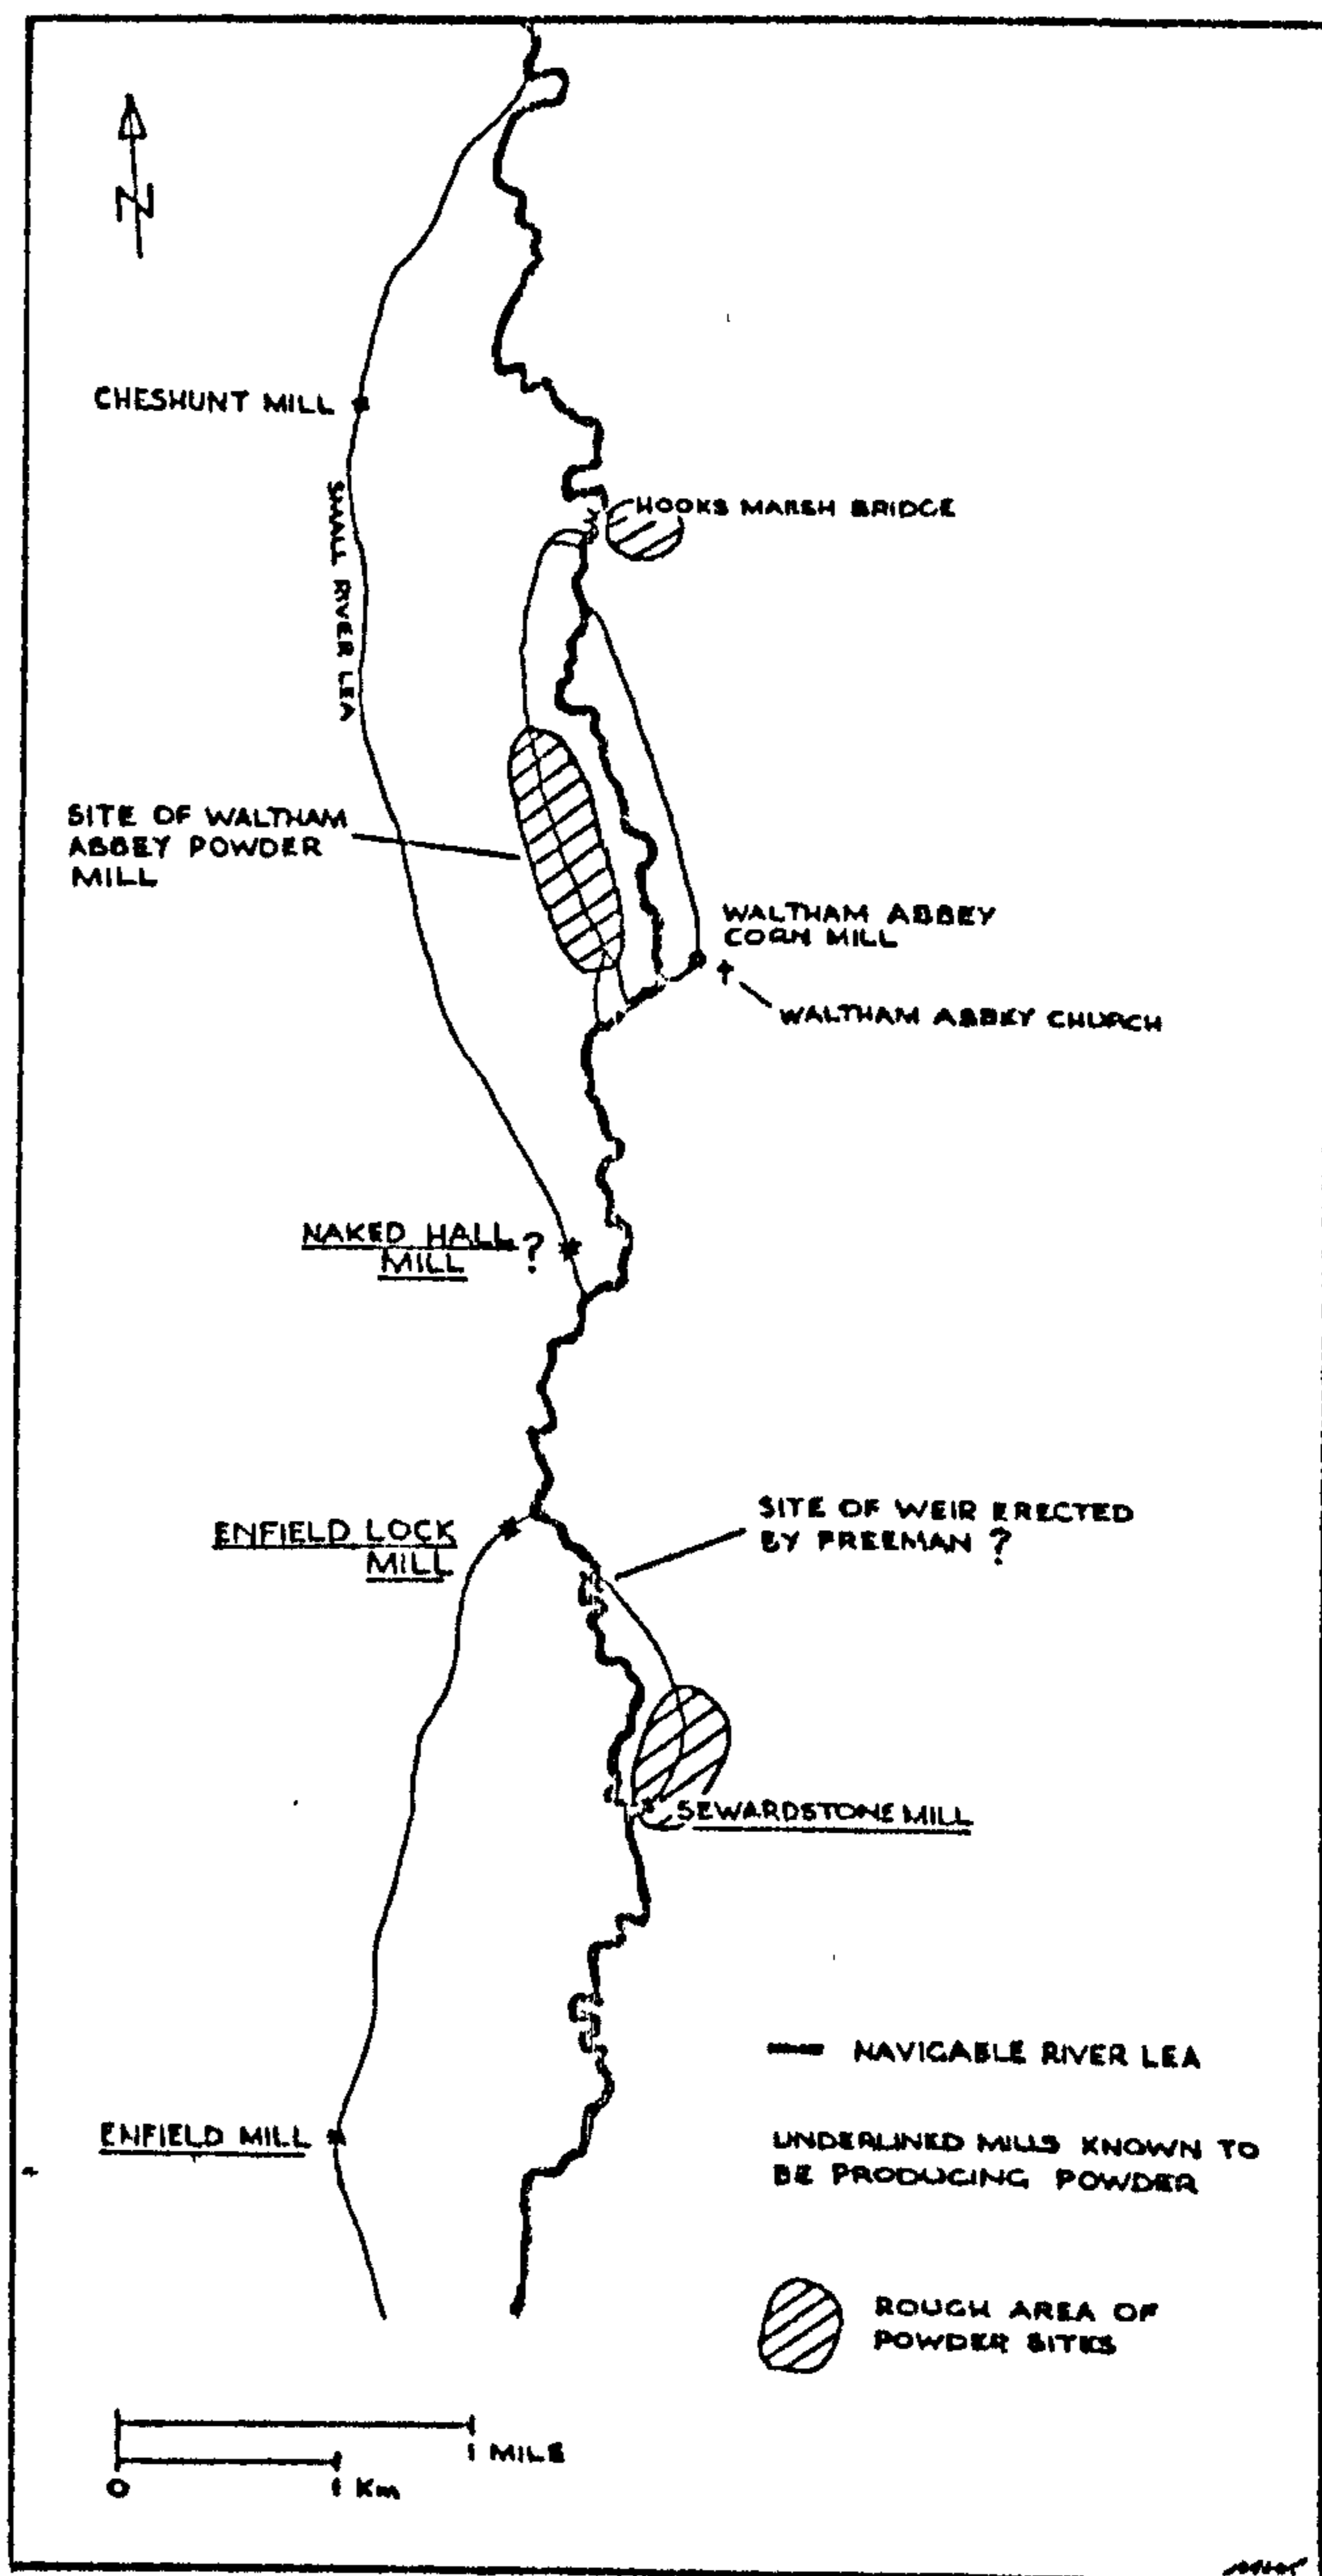 N
CHESHUNT MILL
HOOKS MARSH BRIDGE
SMALL RIVER LEA
SITE OF WALTHAM
ABBEY POWDER
MILL
WALTHAM ABBEY
CORN MILL
WALTHAM ABBEY CHURCH
NAKED HALL ?
MILL
ENFIELD LOCK
MILL
SITE OF WEIR ERECTED
BY FREEMAN ?
SEWARDSTONE MILL
NAVIGABLE RIVER LEA
ENFIELD MILL
UNDERLINED MILLS KNOWN TO
BE PRODUCING POWDER
ROUGH AREA OF
POWDER SITES
1 MILE
0 1 Km